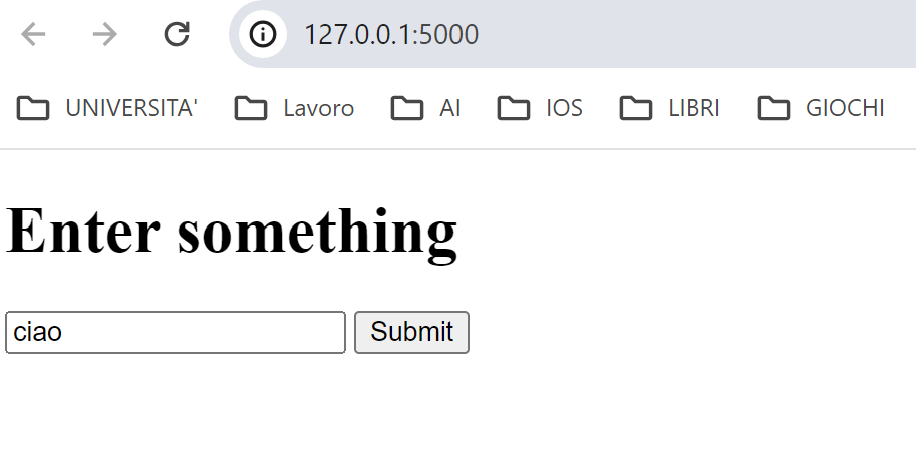 127.0.0.1:5000
UNIVERSITA' Lavoro AI IOS LIBRI GIOCHI
Enter something
ciao Submit